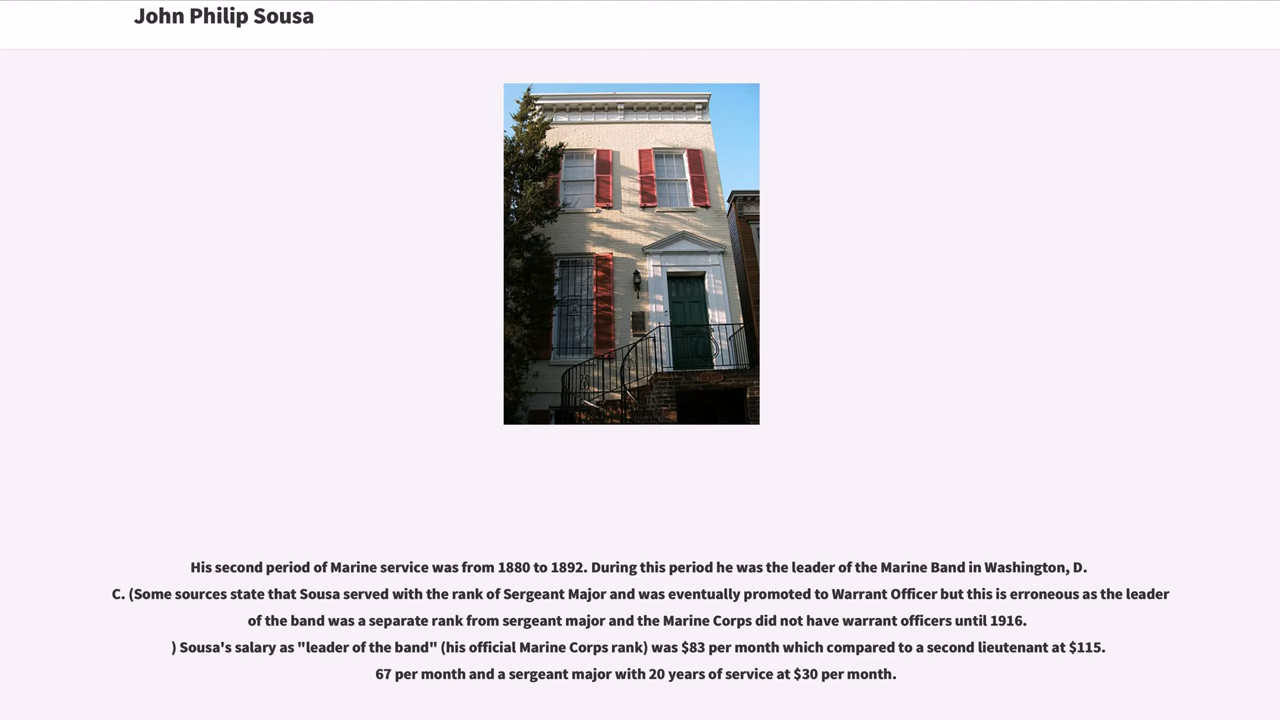 John Philip Sousa
His second period of Marine service was from 1880 to 1892. During this period he was the leader of the Marine Band in Washington, D.
C. (Some sources state that Sousa served with the rank of Sergeant Major and was eventually promoted to Warrant Officer but this is erroneous as the leader
of the band was a separate rank from sergeant major and the Marine Corps did not have warrant officers until 1916.
) Sousa's salary as "leader of the band" (his official Marine Corps rank) was $83 per month which compared to a second lieutenant at $115.
67 per month and a sergeant major with 20 years of service at $30 per month.